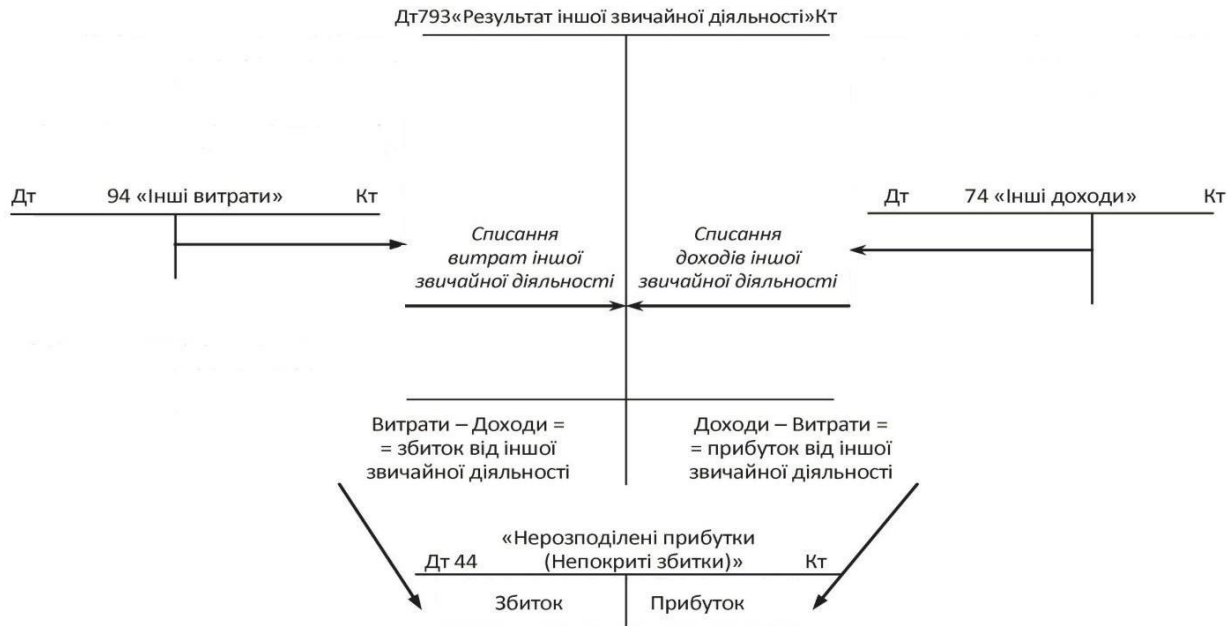 Дт793«Результат іншої звичайної діяльності»Кт
Дт 94 «Інші витрати» Кт
Дт 74 «Інші доходи» Кт
Списання
витрат іншої
звичайної діяльності
Списання
доходів іншої
звичайної діяльності
Витрати – Доходи =
= збиток від іншої
звичайної діяльності
Доходи – Витрати =
= прибуток від іншої
звичайної діяльності
«Нерозподілені прибутки
Дт 44 (Непокриті збитки)» Кт
Збиток Прибуток